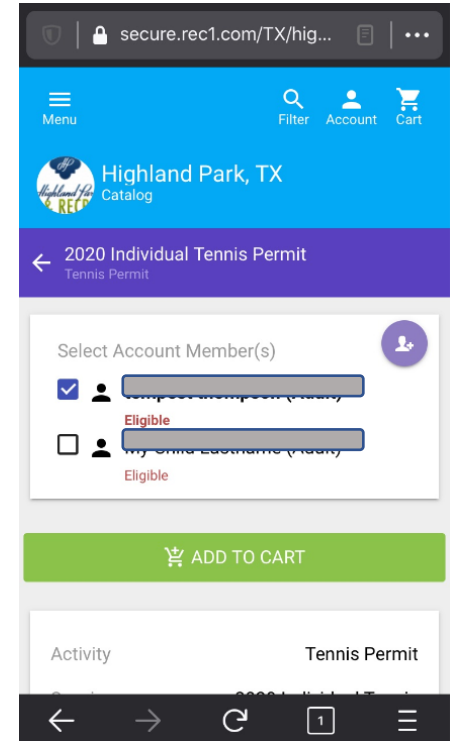 secure.rec1.com/TX/hig...
Menu
Filter
Account
Cart
Highland Park, TX
Catalog
2020 Individual Tennis Permit
Tennis Permit
Select Account Member(s)
Eligible
Eligible
ADD TO CART
Activity Tennis Permit
1